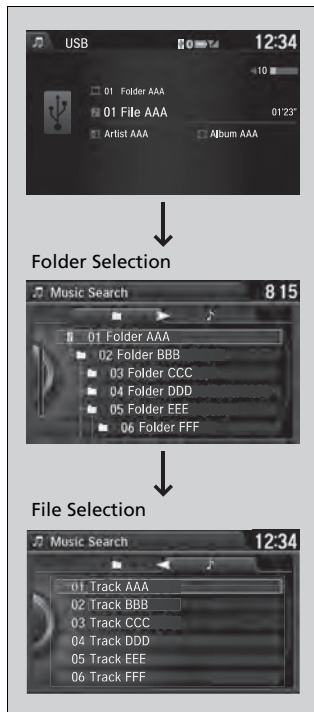 USB 12:34
10
01 Folder AAA
01 File AAA 01'23"
Artist AAA Album AAA
Folder Selection
Music Search 8 15
01 Folder AAA
02 Folder BBB
03 Folder CCC
04 Folder DDD
05 Folder EEE
06 Folder FFF
File Selection
Music Search 12:34
01 Track AAA
02 Track BBB
03 Track CCC
04 Track DDD
05 Track EEE
06 Track FFF